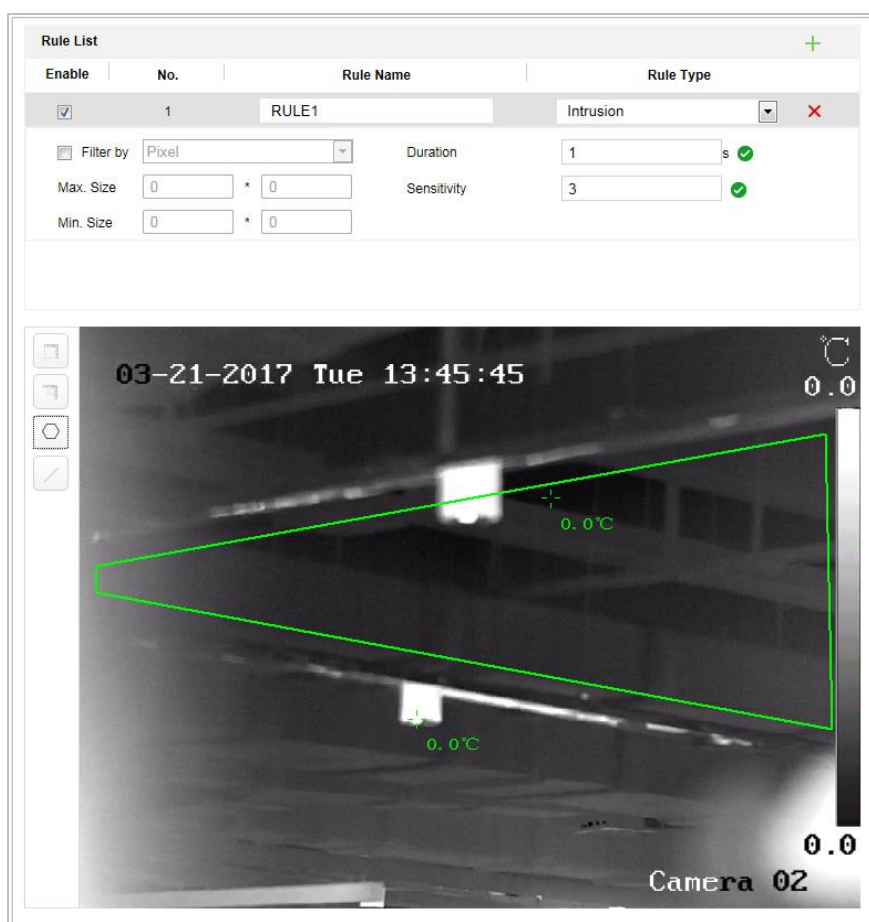 Rule List
Enable No. Rule Name Rule Type
1 RULE1 Intrusion
Filter by Pixel Duration 1 s
Max. Size 0 * 0 Sensitivity 3
Min. Size 0 * 0
℃
03-21-2017 Tue 13:45:45
0.0
0.0℃
0.0℃
0.0
Camera 02